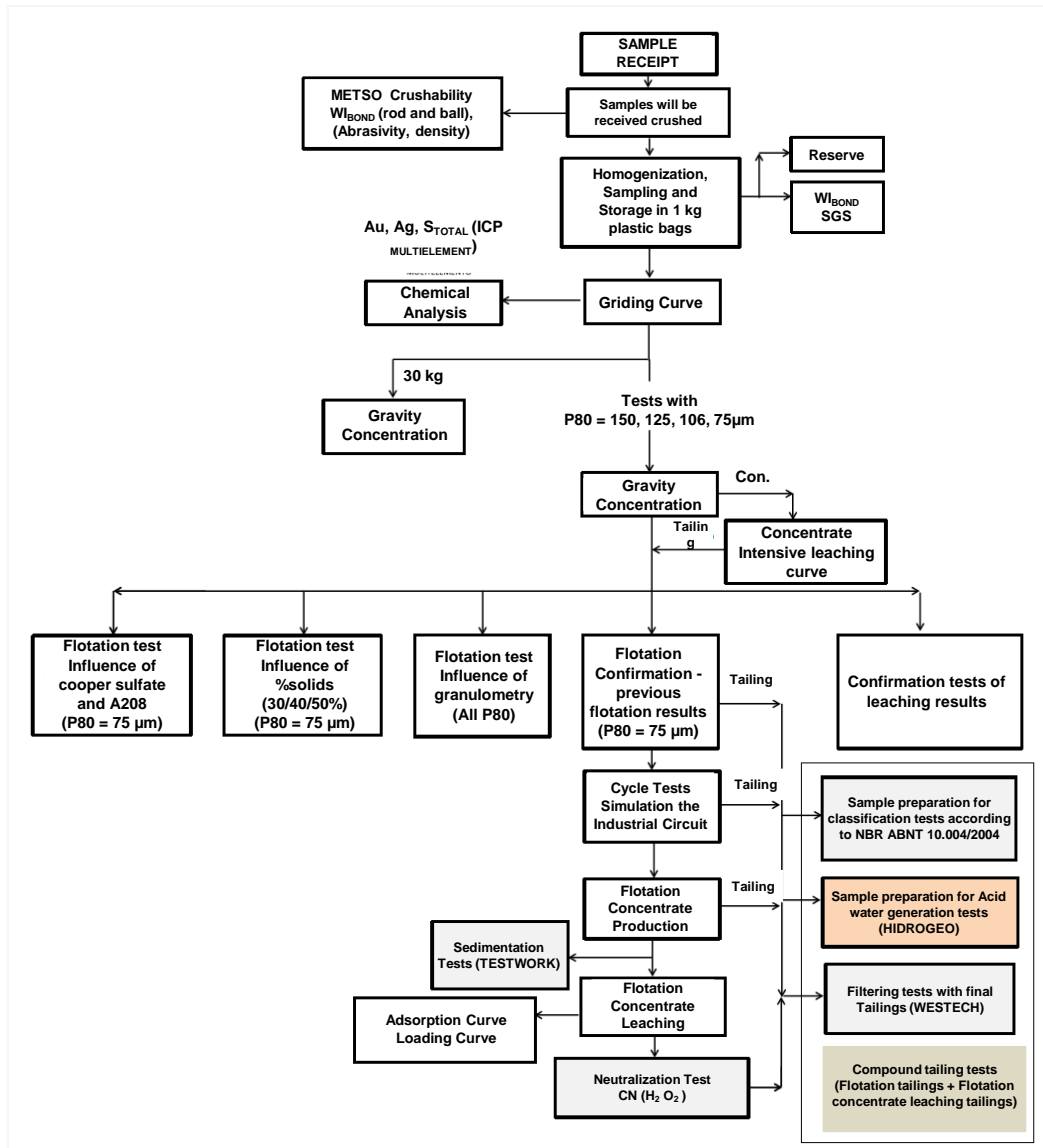 SAMPLE
RECEIPT
METSO Crushability
WIBOND (rod and ball),
(Abrasivity, density)
Samples will be
received crushed
Homogenization,
Sampling and
Storage in 1 kg
plastic bags
Reserve
WIBOND
SGS
Au, Ag, STOTAL (ICP
MULTIELEMENT)
Chemical
Analysis
Griding Curve
30 kg
Gravity
Concentration
Tests with
P80 = 150, 125, 106, 75µm
Gravity
Concentration
Con.
Tailin
g
Concentrate
Intensive leaching
curve
Flotation test
Influence of
cooper sulfate
and A208
(P80 = 75 µm)
Flotation test
Influence of
%solids
(30/40/50%)
(P80 = 75 µm)
Flotation test
Influence of
granulometry
(All P80)
Flotation
Confirmation -
previous
flotation results
(P80 = 75 µm)
Tailing
Confirmation tests of
leaching results
Cycle Tests
Simulation the
Industrial Circuit
Tailing
Sample preparation for
classification tests according
to NBR ABNT 10.004/2004
Flotation
Concentrate
Production
Tailing
Sample preparation for Acid
water generation tests
(HIDROGEO)
Sedimentation
Tests (TESTWORK)
Flotation
Concentrate
Leaching
Filtering tests with final
Tailings (WESTECH)
Adsorption Curve
Loading Curve
Neutralization Test
CN (H2 O2 )
Compound tailing tests
(Flotation tailings + Flotation
concentrate leaching tailings)